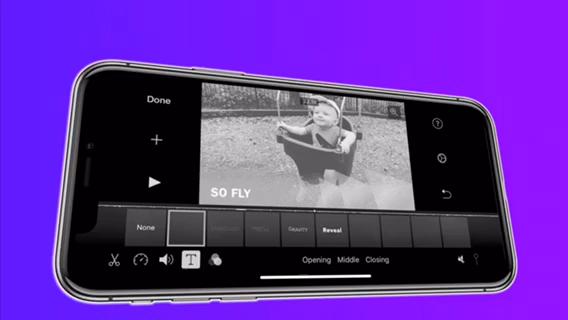 Done
SO FLY
None
GRAVITY
Reveal
T
Opening Middle Closing